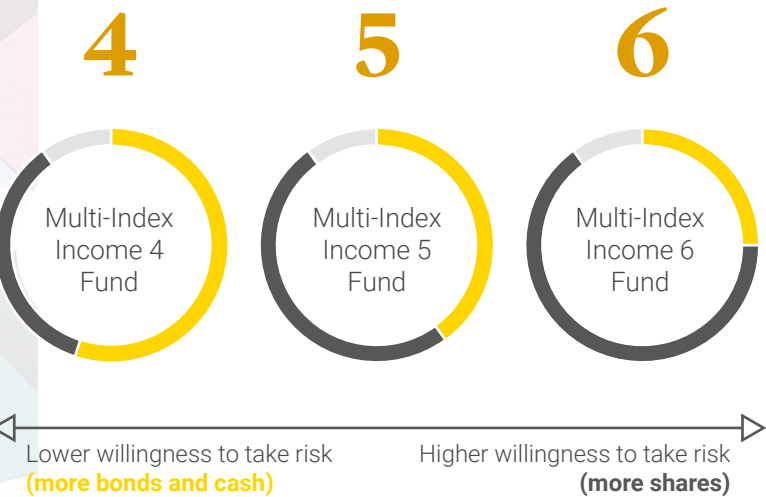 4
5
6
Multi-Index
Income 4
Fund
Multi-Index
Income 5
Fund
Multi-Index
Income 6
Fund
Lower willingness to take risk
(more bonds and cash)
Higher willingness to take risk
(more shares)